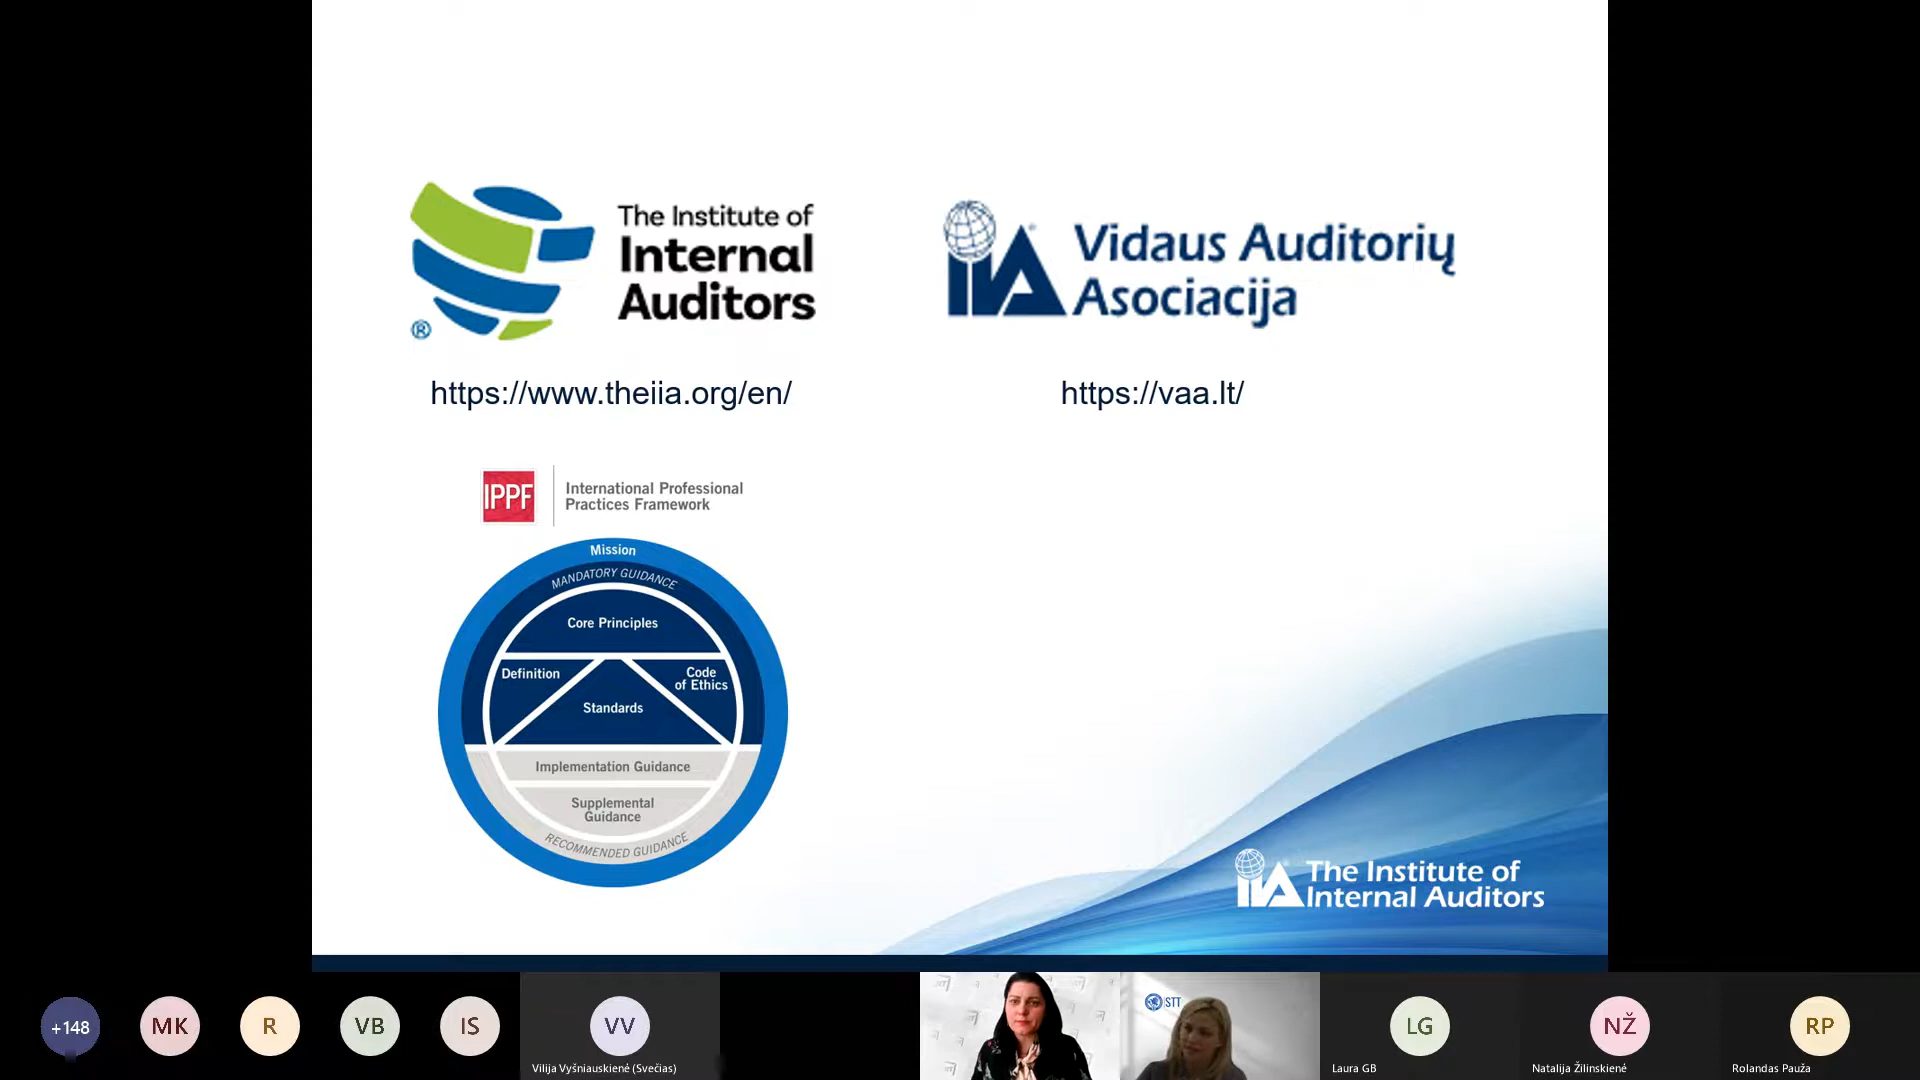 The Institute of
Internal
Auditors
®
Vidaus Auditorių
Asociacija
https://www.theiia.org/en/
https://vaa.lt/
IPPF
International Professional
Practices Framework
Mission
MANDATORY GUIDANCE
Core Principles
Definition
Code
of Ethics
Standards
Implementation Guidance
Supplemental
Guidance
RECOMMENDED GUIDANCE
The Institute of
Internal Auditors
+148
MK
R
VB
IS
VV
Vilija Vyšniauskienė (Svečias)
STT
LG
Laura GB
NŽ
Natalija Žilinskienė
RP
Rolandas Pauža